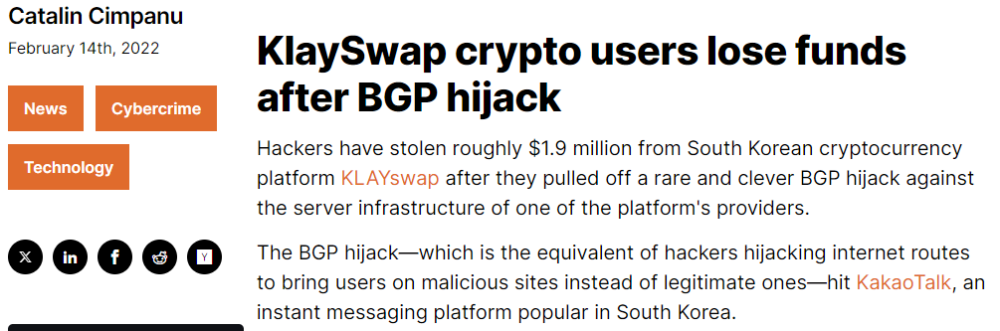 Catalin Cimpanu
February 14th, 2022
News
Cybercrime
Technology
KlaySwap crypto users lose funds
after BGP hijack
Hackers have stolen roughly $1.9 million from South Korean cryptocurrency
platform KLAYswap after they pulled off a rare and clever BGP hijack against
the server infrastructure of one of the platform's providers.
The BGP hijack—which is the equivalent of hackers hijacking internet routes
to bring users on malicious sites instead of legitimate ones—hit KakaoTalk, an
instant messaging platform popular in South Korea.